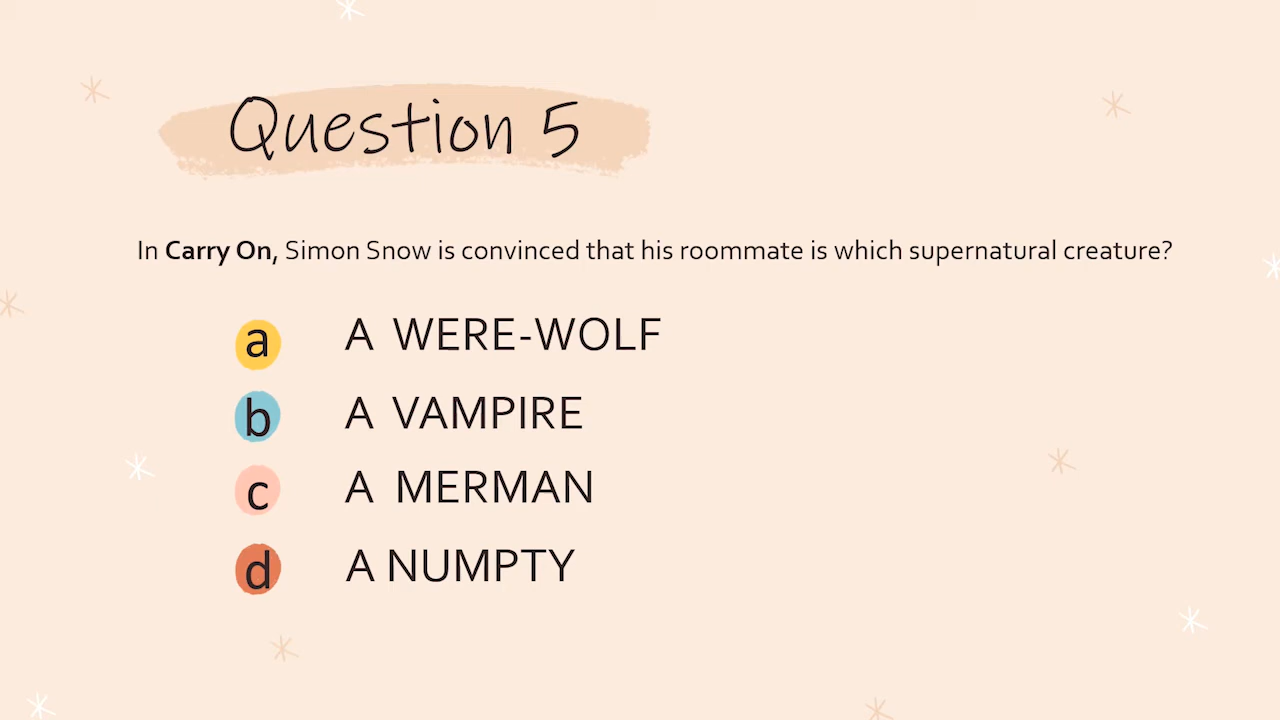 Question 5
In Carry On, Simon Snow is convinced that his roommate is which supernatural creature?
a A WERE-WOLF
b A VAMPIRE
c A MERMAN
d A NUMPTY